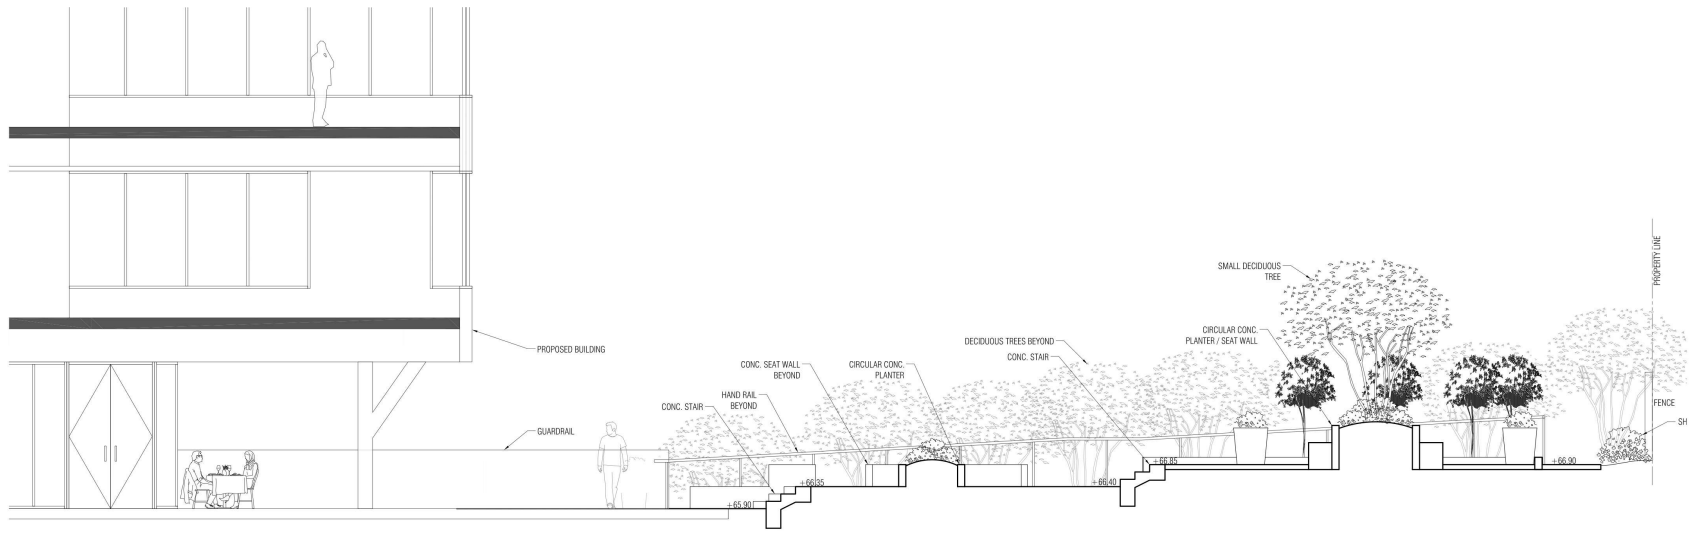 PROPOSED BUILDING
GUARDRAIL
CONC. STAIR
HAND RAIL
BEYOND
CONC. SEAT WALL
BEYOND
CIRCULAR CONC.
PLANTER
DECIDUOUS TREES BEYOND
CONC. STAIR
CIRCULAR CONC.
PLANTER / SEAT WALL
SMALL DECIDUOUS
TREE
PROPERTY LINE
FENCE
SH
+65.90
+66.35
+66.40
+66.85
+66.90